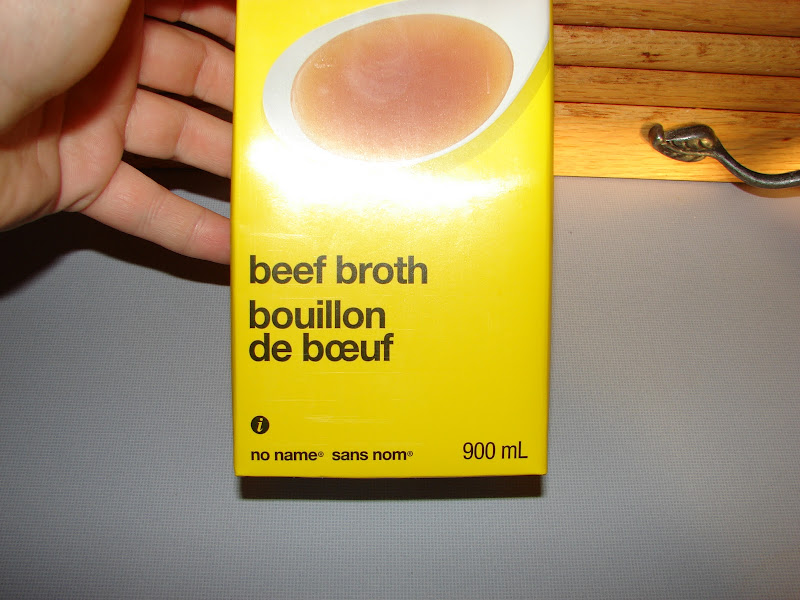 beef broth
bouillon
de bœuf
i
no name® sans nom®
900 mL